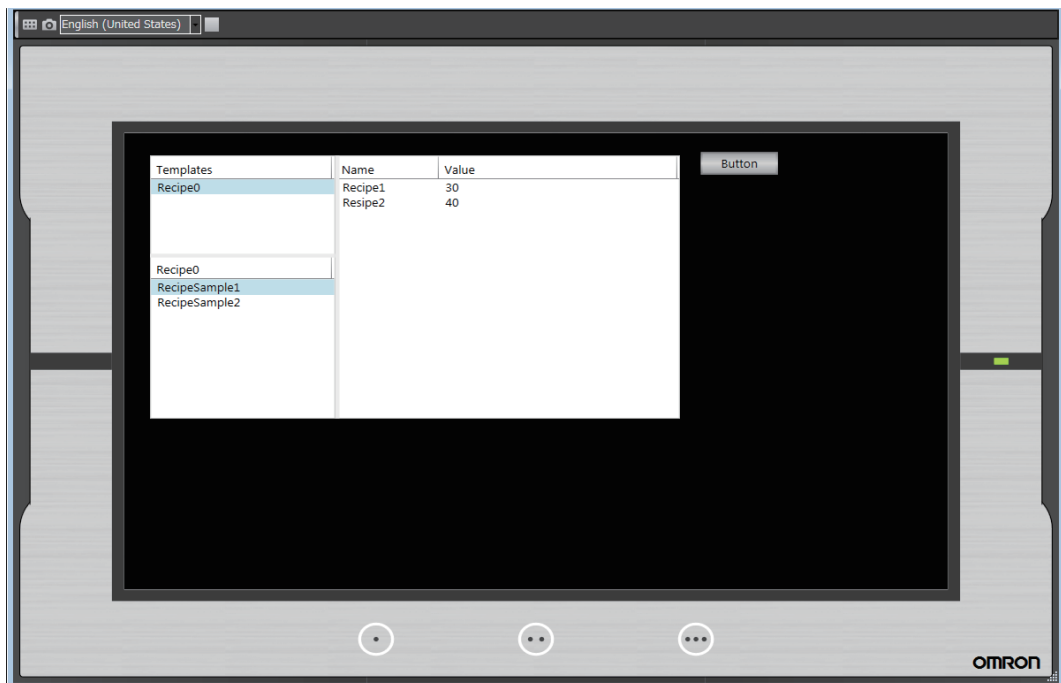 English (United States)
Templates
Name
Value
Button
Recipe0
Recipe1
30
Resipe2
40
Recipe0
RecipeSample1
RecipeSample2
OMRON